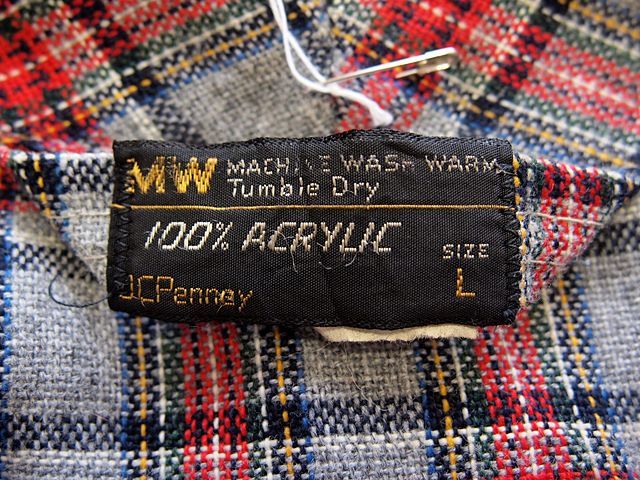 MW MACHINE WASH WARM
Tumble Dry
100% ACRYLIC
SIZE
L
JCPenney